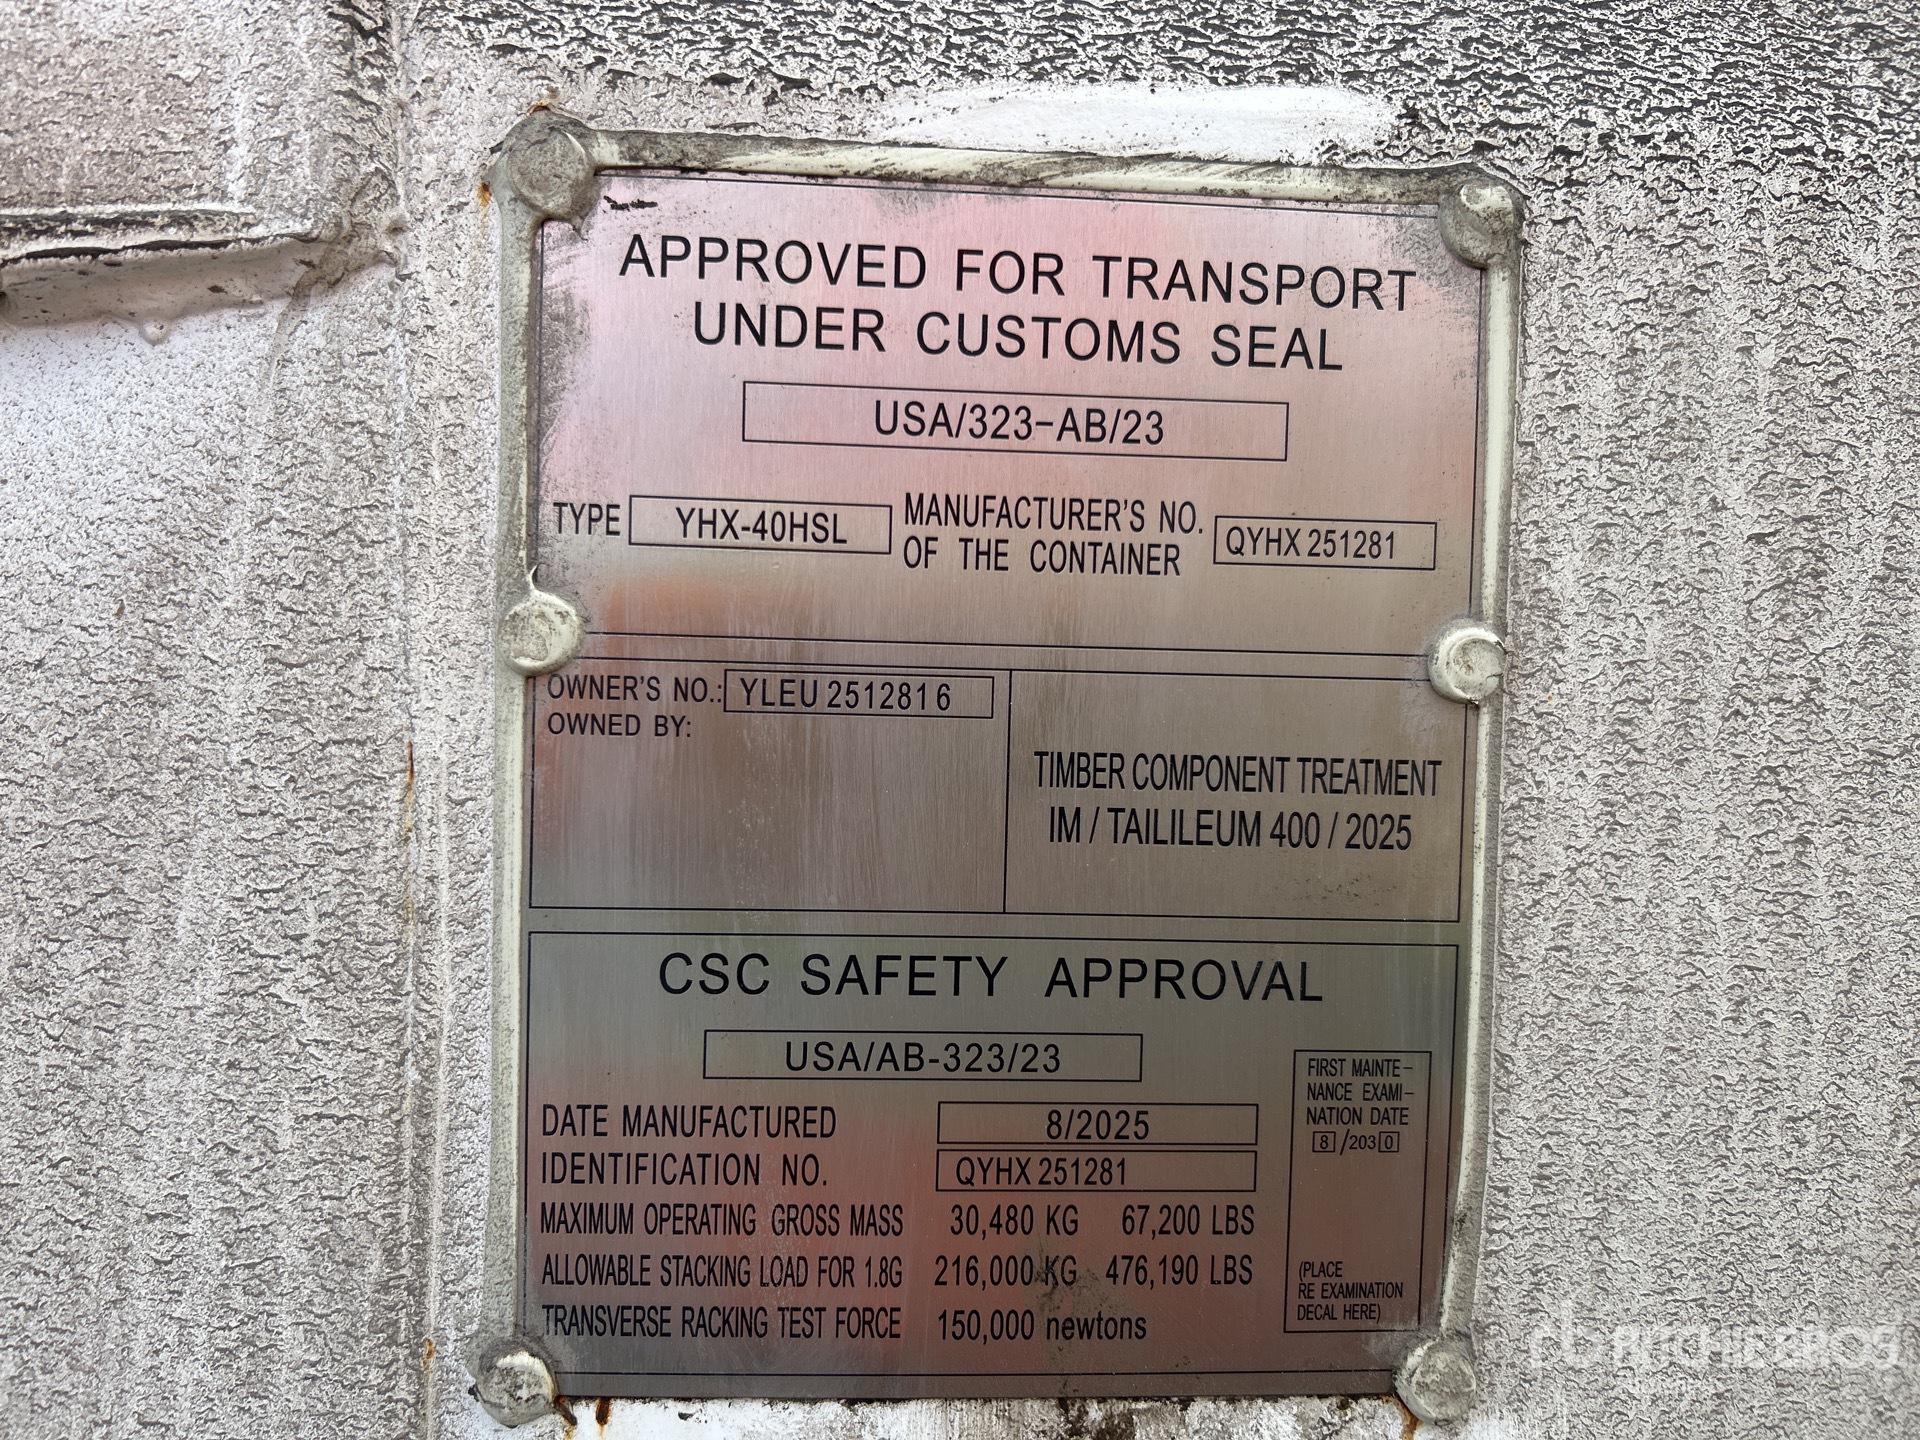 APPROVED FOR TRANSPORT
UNDER CUSTOMS SEAL
USA/323-AB/23
TYPE YHX-40HSL MANUFACTURER'S NO.
OF THE CONTAINER QYHX 251281
OWNER'S NO.: YLEU 251281 6
OWNED BY:
TIMBER COMPONENT TREATMENT
IM / TAILILEUM 400 / 2025
CSC SAFETY APPROVAL
USA/AB-323/23
DATE MANUFACTURED 8/2025
IDENTIFICATION NO. QYHX 251281
MAXIMUM OPERATING GROSS MASS 30,480 KG 67,200 LBS
ALLOWABLE STACKING LOAD FOR 1.8G 216,000 KG 476,190 LBS
TRANSVERSE RACKING TEST FORCE 150,000 newtons
FIRST MAINTE-
NANCE EXAMI-
NATION DATE
8/2030
(PLACE
RE EXAMINATION
DECAL HERE)
RITCHIE BROS